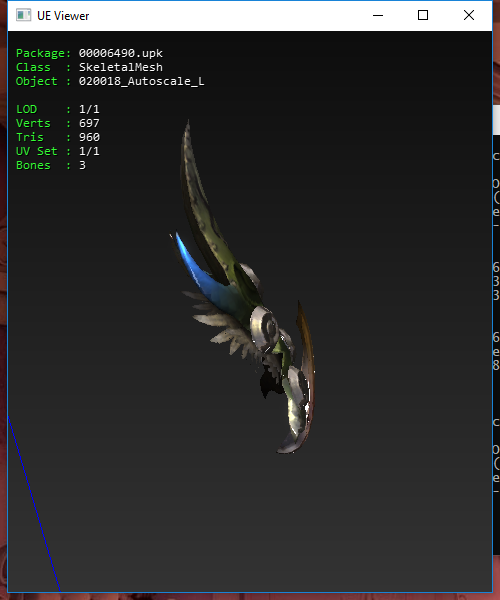 UE Viewer
Package: 00006490.upk
Class : SkeletalMesh
Object : 020018_Autoscale_L
LOD : 1/1
Verts : 697
Tris : 960
UV Set : 1/1
Bones : 3